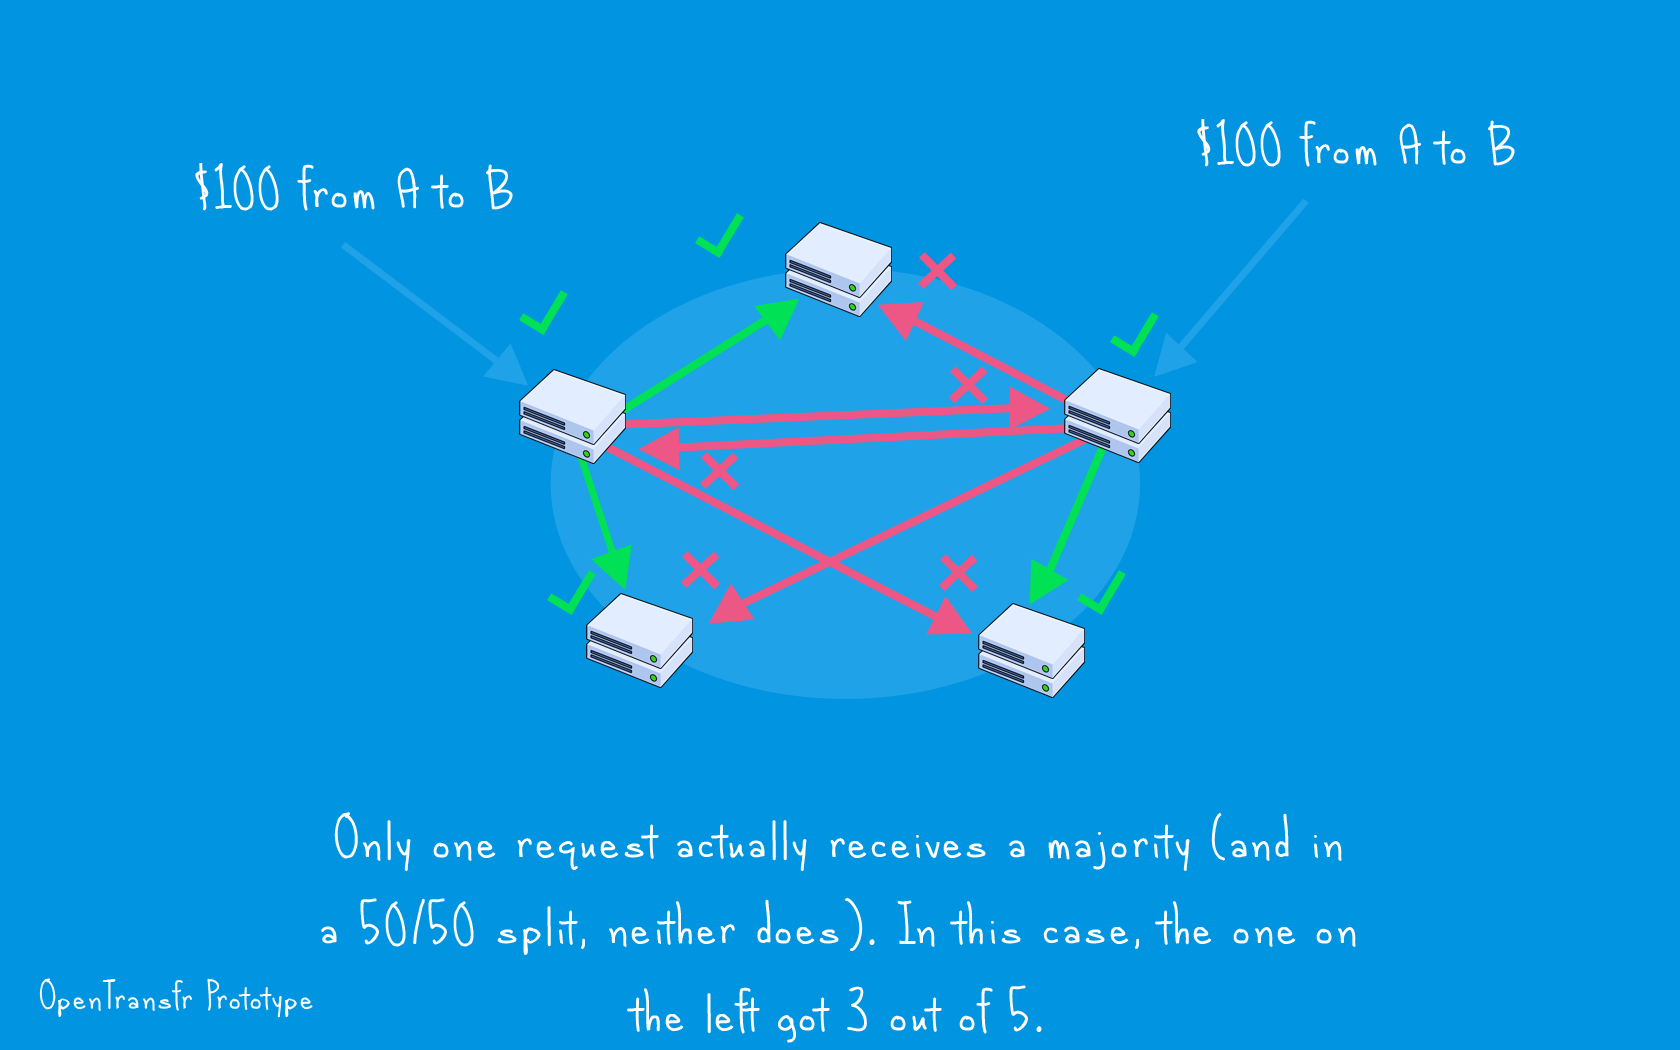 $100 from A to B
$100 from A to B
Only one request actually receives a majority (and in
a 50/50 split, neither does). In this case, the one on
the left got 3 out of 5.
OpenTransfr Prototype